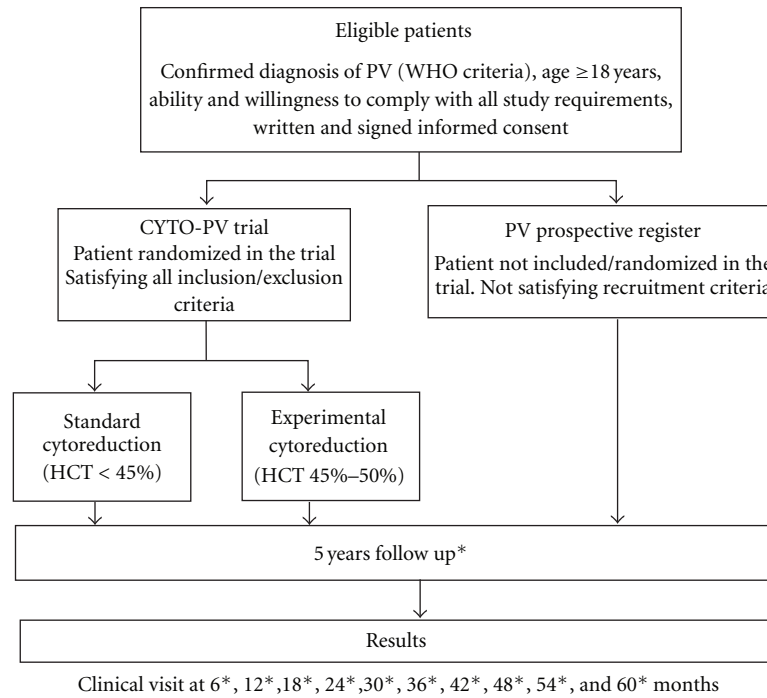 Eligible patients
Confirmed diagnosis of PV (WHO criteria), age ≥18 years,
ability and willingness to comply with all study requirements,
written and signed informed consent
CYTO-PV trial
Patient randomized in the trial
Satisfying all inclusion/exclusion
criteria
PV prospective register
Patient not included/randomized in the
trial. Not satisfying recruitment criteria
Standard
cytoreduction
(HCT < 45%)
Experimental
cytoreduction
(HCT 45%–50%)
5 years follow up*
Results
Clinical visit at 6*, 12*,18*, 24*,30*, 36*, 42*, 48*, 54*, and 60* months